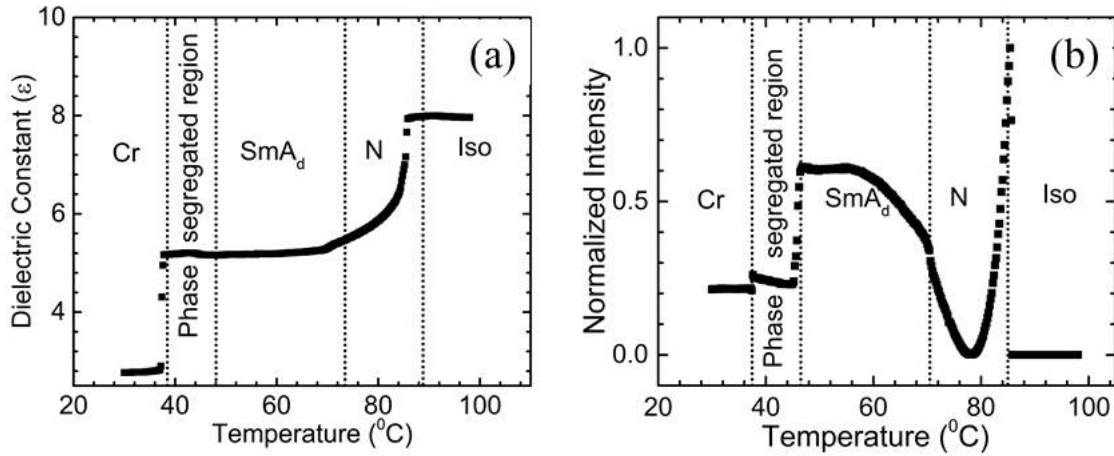 (a)
10
8
6
4
Dielectric Constant (ε)
Cr
Phase segregated region
SmA_d
N
Iso
20 40 60 80 100
Temperature (⁰C)
(b)
1.0
0.5
0.0
Normalized Intensity
Cr
Phase segregated region
SmA_d
N
Iso
20 40 60 80 100
Temperature (⁰C)